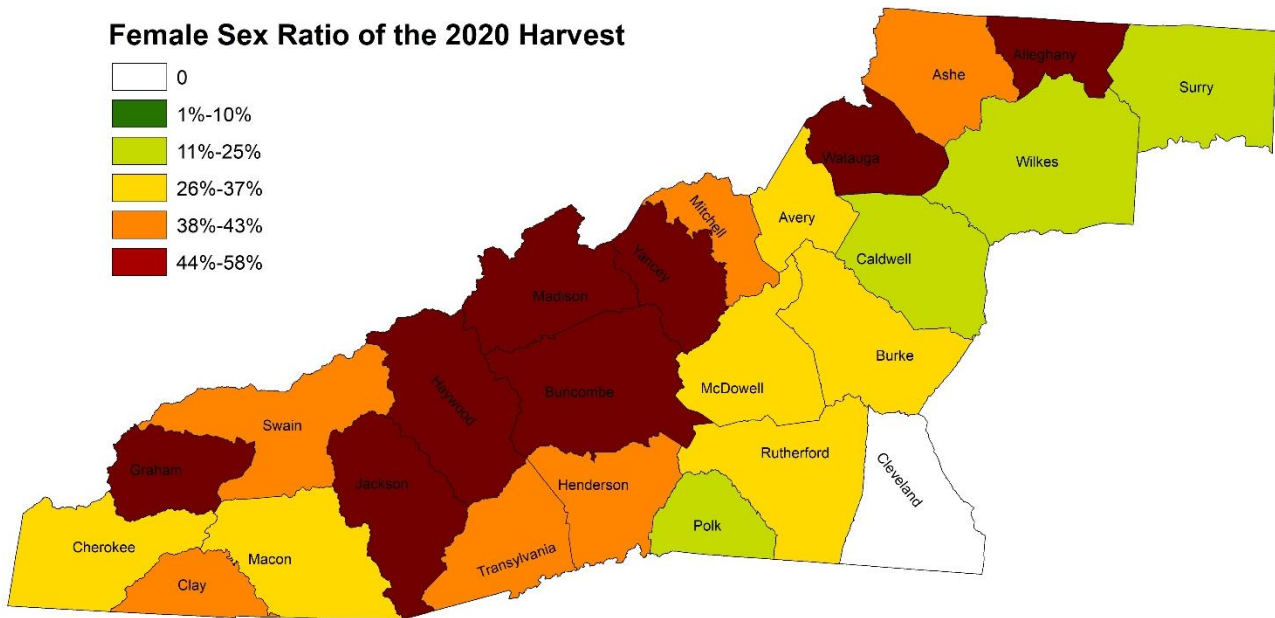 Female Sex Ratio of the 2020 Harvest
0
1%-10%
11%-25%
26%-37%
38%-43%
44%-58%
Alleghany
Ashe
Surry
Watauga
Wilkes
Mitchell
Avery
Yancey
Caldwell
Madison
Burke
Haywood
Buncombe
McDowell
Swain
Rutherford
Cleveland
Graham
Jackson
Henderson
Polk
Cherokee
Macon
Transylvania
Clay